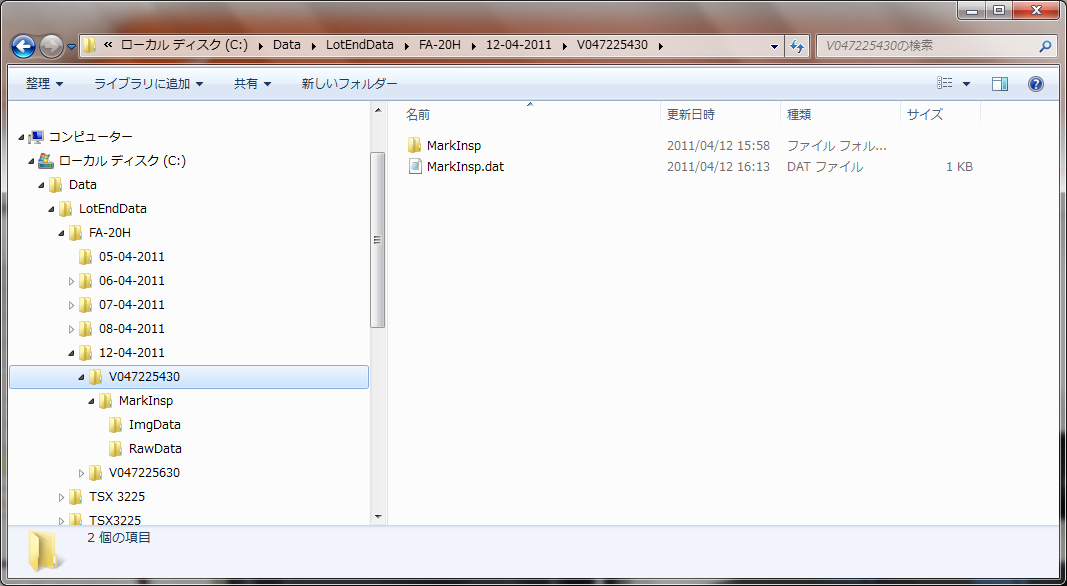 « ローカル ディスク (C:) ▸ Data ▸ LotEndData ▸ FA-20H ▸ 12-04-2011 ▸ V047225430 ▸
V047225430の検索
整理 ライブラリに追加 共有 新しいフォルダー
名前 更新日時 種類 サイズ
MarkInsp 2011/04/12 15:58 ファイル フォル...
MarkInsp.dat 2011/04/12 16:13 DAT ファイル 1 KB
コンピューター
ローカル ディスク (C:)
Data
LotEndData
FA-20H
05-04-2011
06-04-2011
07-04-2011
08-04-2011
12-04-2011
V047225430
MarkInsp
ImgData
RawData
V047225630
TSX 3225
TSX3225
2 個の項目